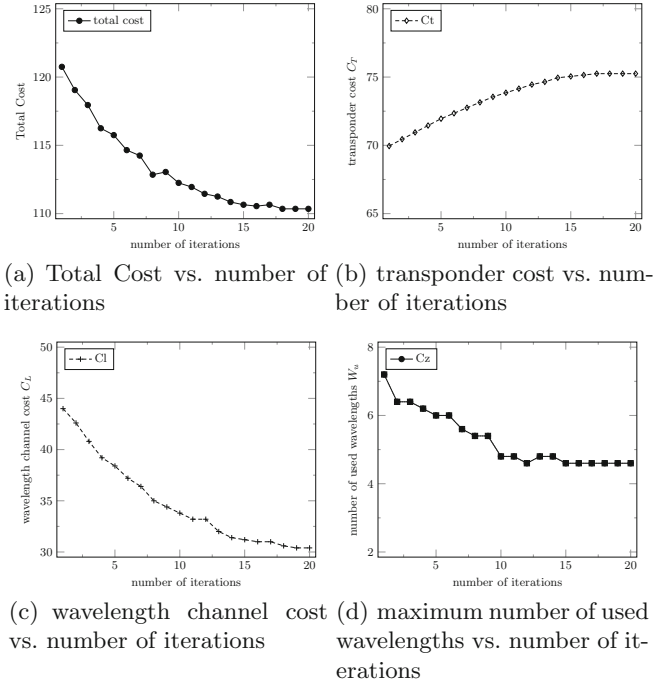 125
120
115
110
Total Cost
total cost
5
10
15
20
number of iterations
80
75
70
65
transponder cost C_T
Ct
5
10
15
20
number of iterations
(a) Total Cost vs. number of iterations
(b) transponder cost vs. num-
ber of iterations
50
45
40
35
30
wavelength channel cost C_L
Cl
5
10
15
20
number of iterations
8
6
4
2
number of used wavelengths W_u
Cz
5
10
15
20
number of iterations
(c) wavelength channel cost
vs. number of iterations
(d) maximum number of used
wavelengths vs. number of it-
erations